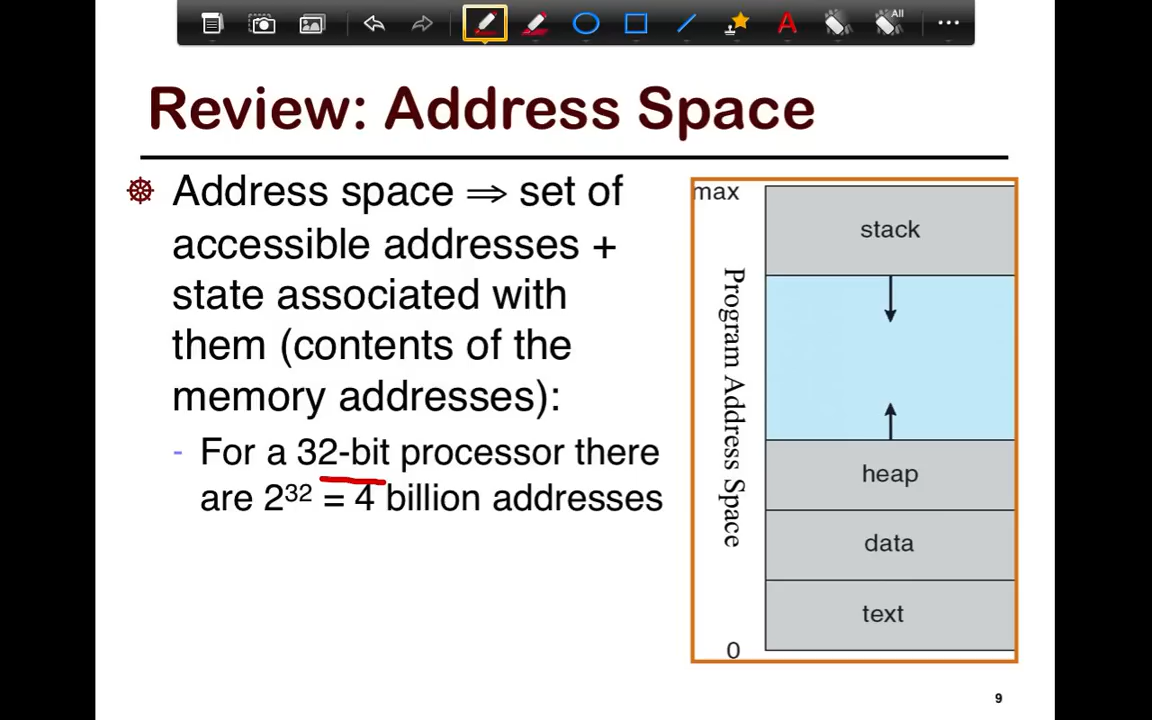 All
A
Review: Address Space
Address space ⇒ set of
accessible addresses +
state associated with
them (contents of the
memory addresses):
- For a 32-bit processor there
are 2³² = 4 billion addresses
max
stack
Program Address Space
heap
data
text
0
9